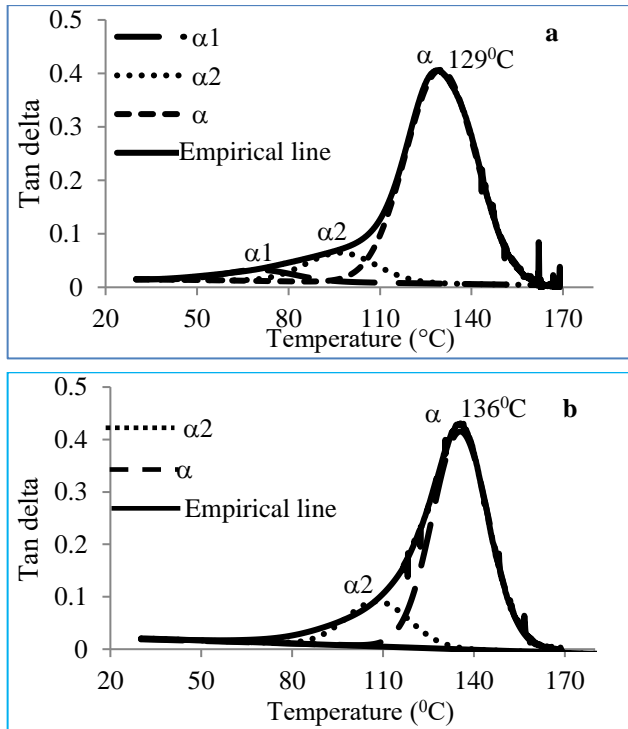 a
α1
α2
α
Empirical line
α 129⁰C
α1
α2
Tan delta
0.5
0.4
0.3
0.2
0.1
0
20 50 80 110 140 170
Temperature (°C)
b
α2
α
Empirical line
α 136⁰C
α2
Tan delta
0.5
0.4
0.3
0.2
0.1
0
20 50 80 110 140 170
Temperature (⁰C)